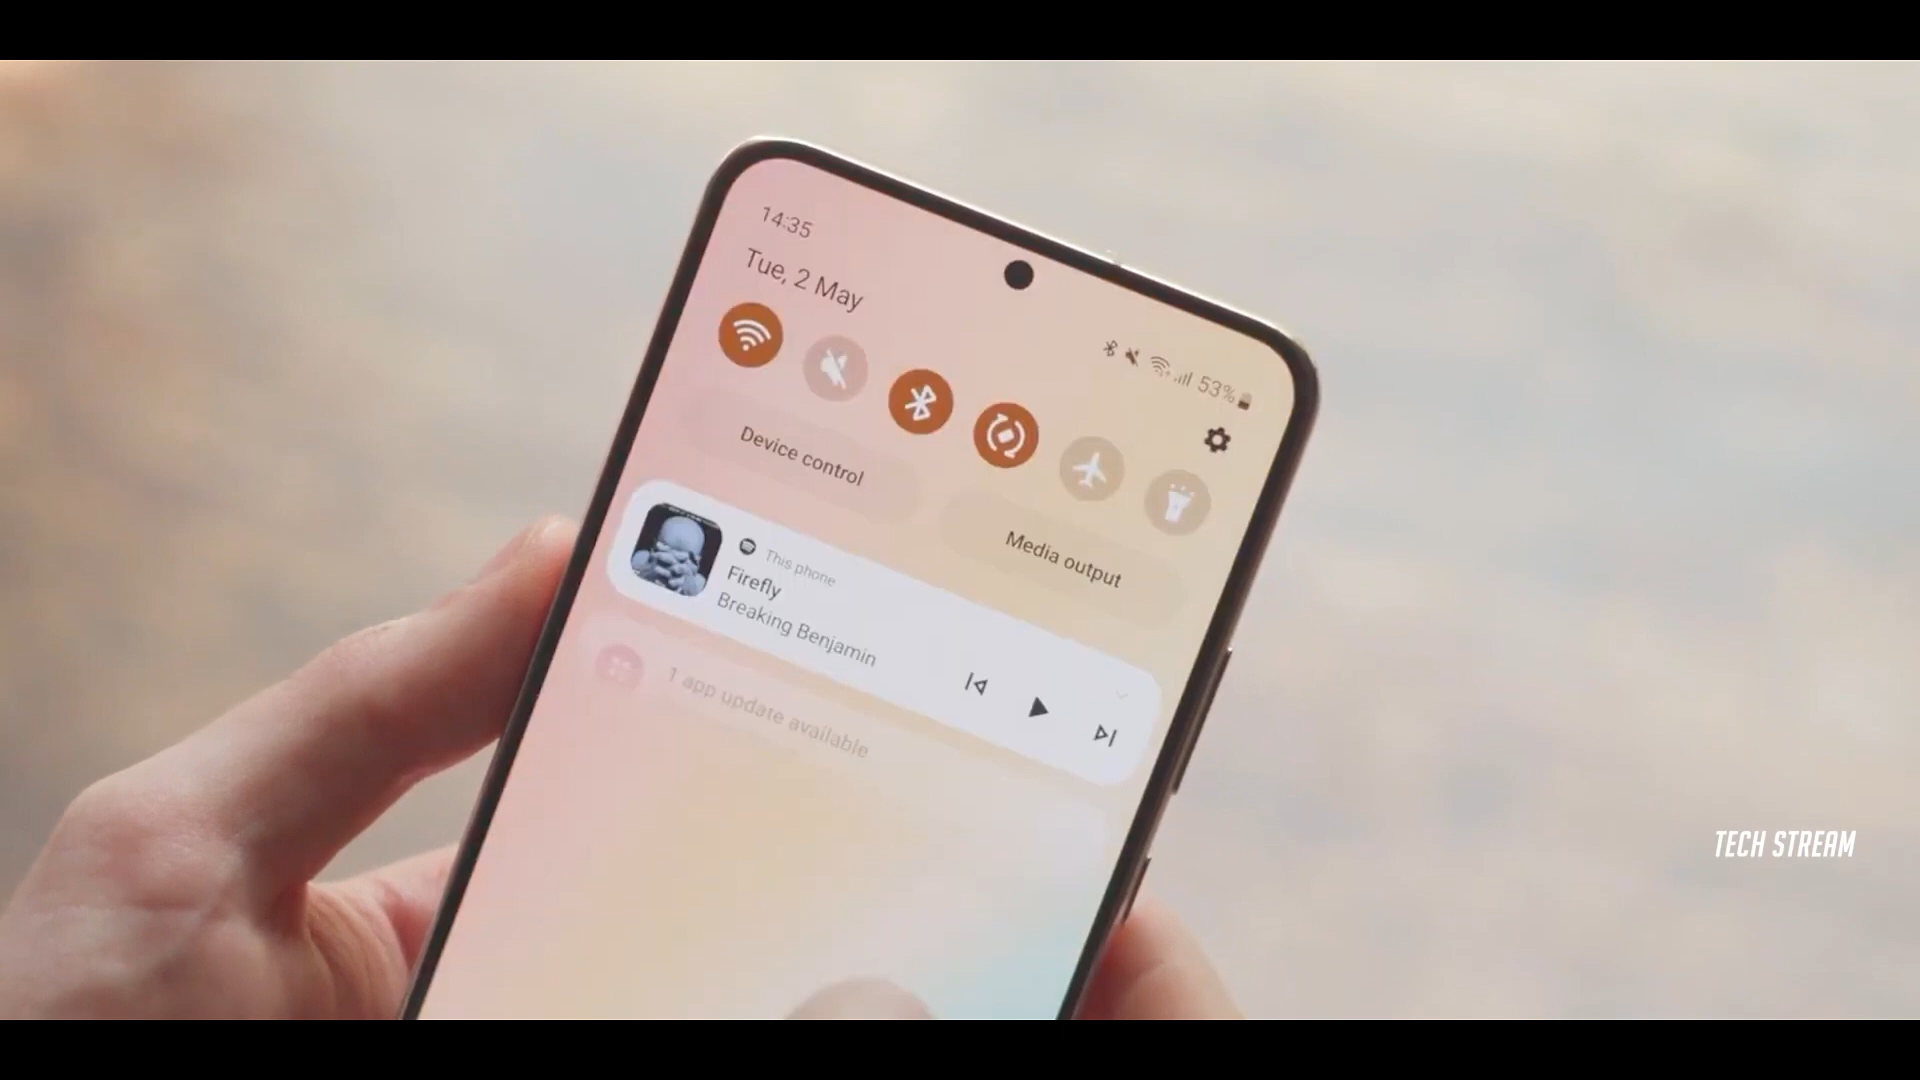 14:35
Tue, 2 May
53%
Device control
Media output
This phone
Firefly
Breaking Benjamin
1 app update available
TECH STREAM